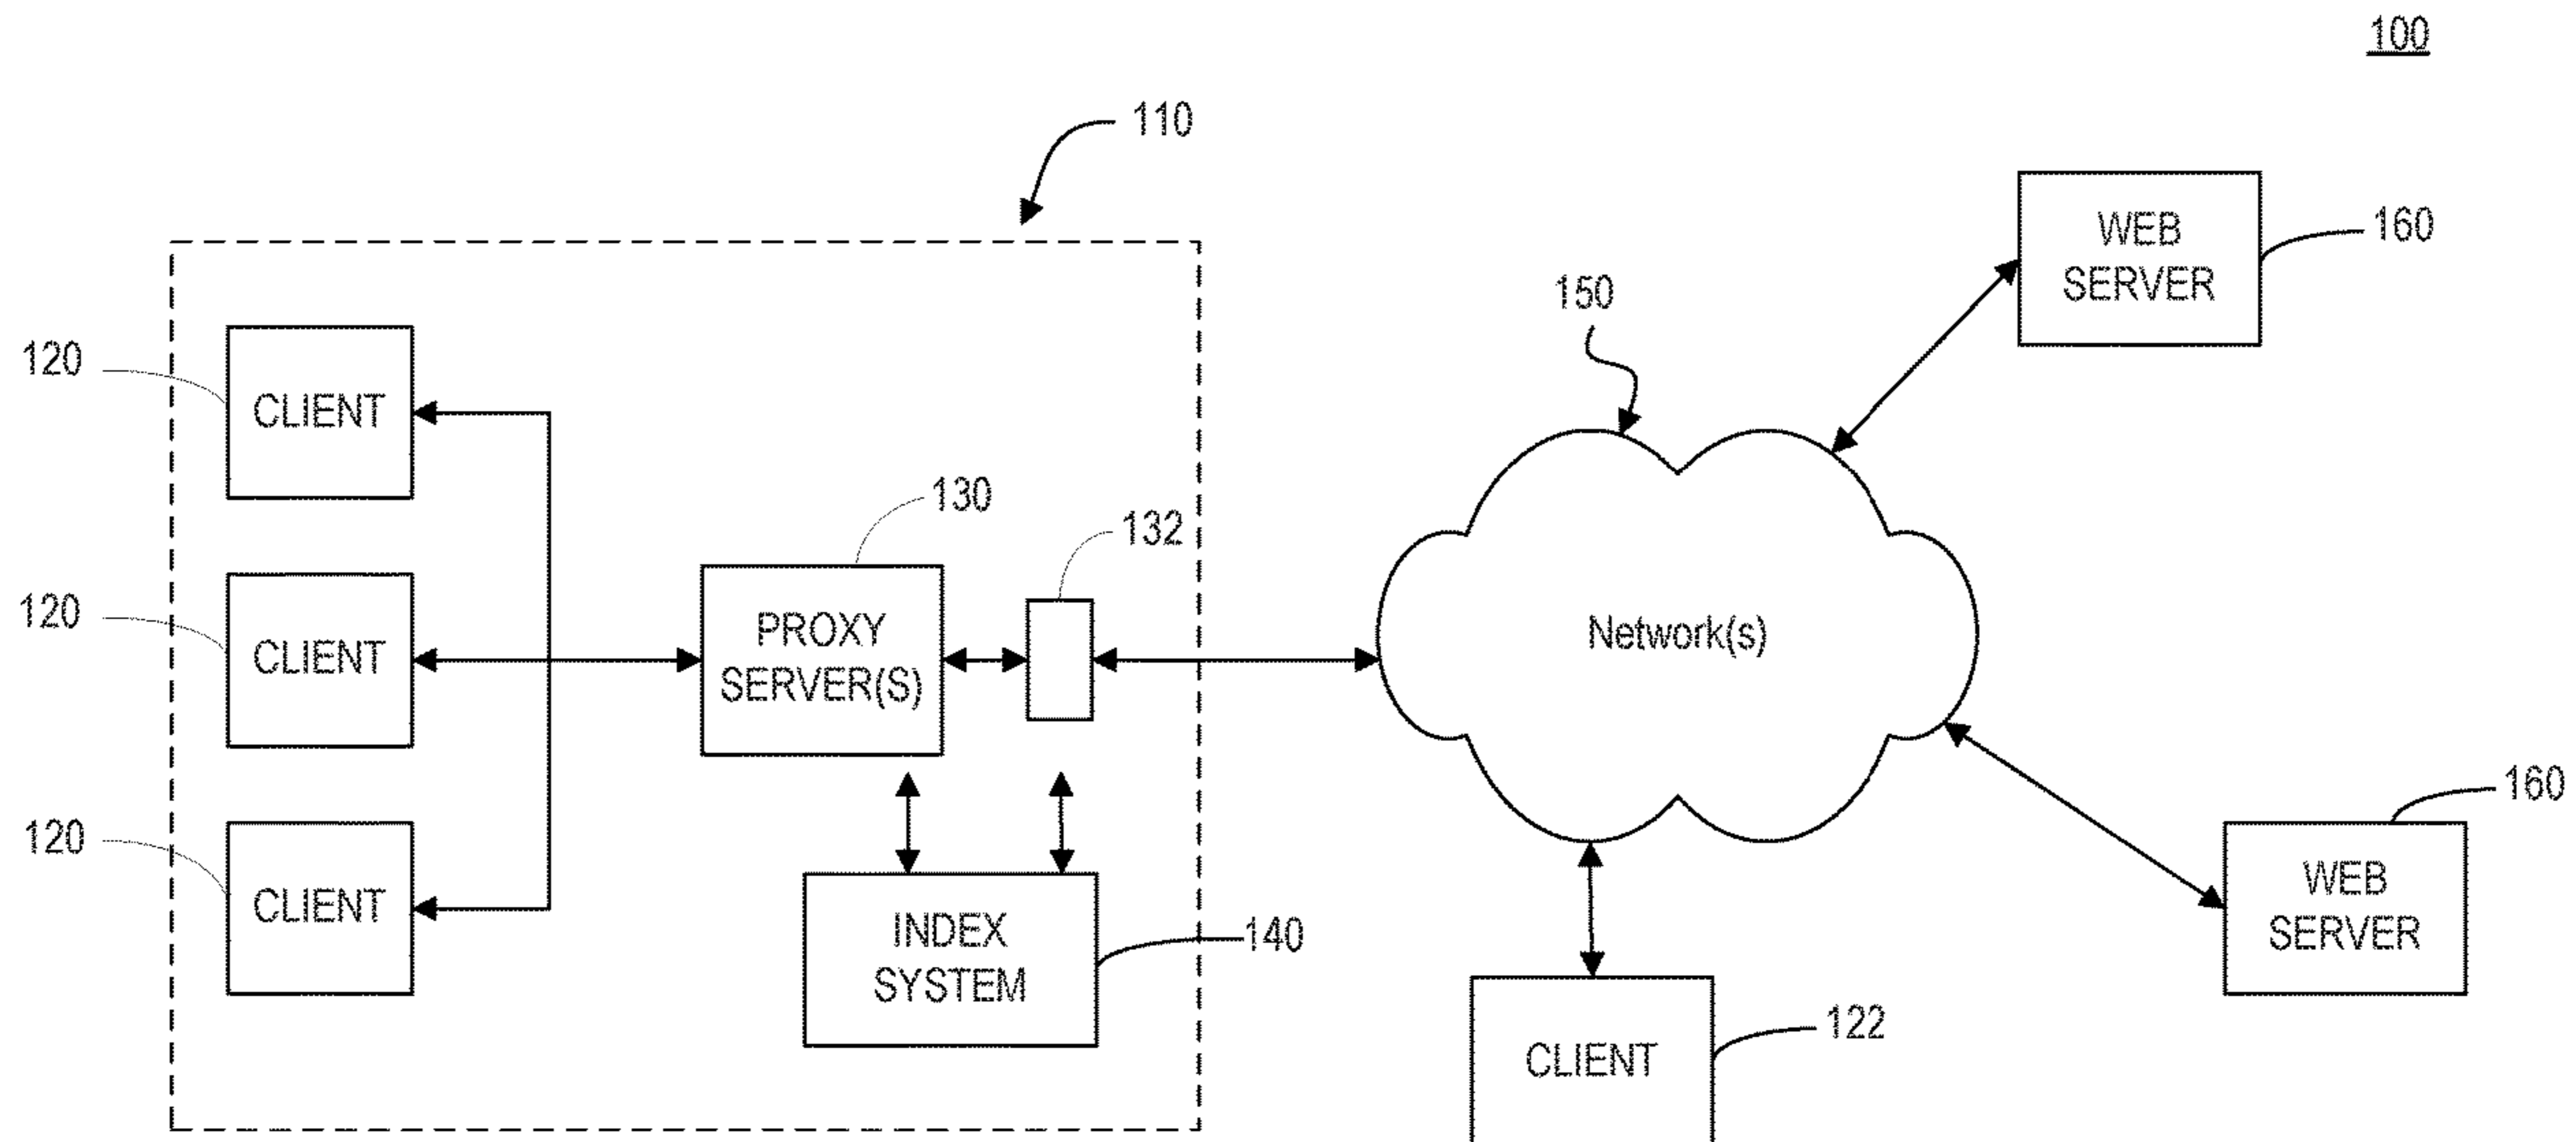 100
110
WEB
SERVER
160
150
120
CLIENT
130
132
120
CLIENT
PROXY
SERVER(S)
Network(s)
120
CLIENT
INDEX
SYSTEM
140
160
WEB
SERVER
122
CLIENT